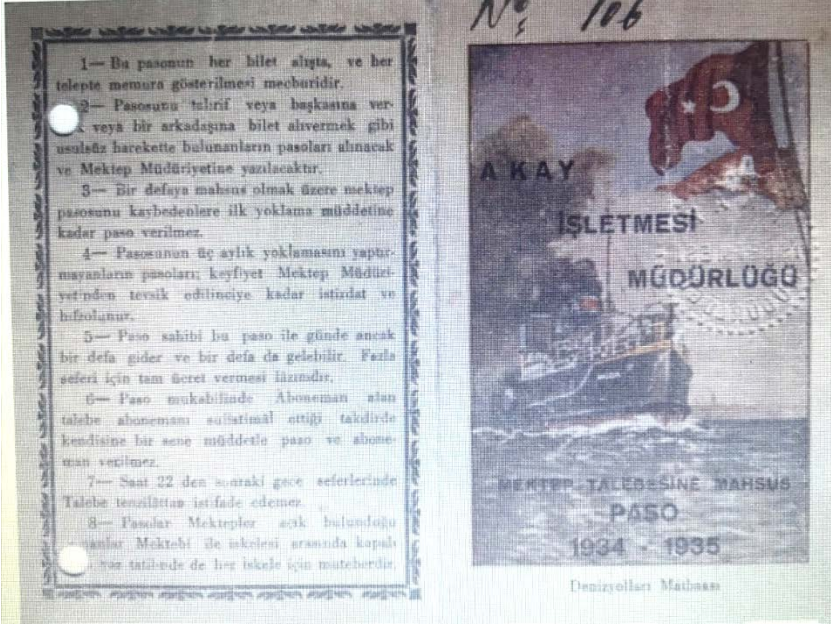 1— Bu pasonun her bilet alışta, ve her
telepte memura gösterilmesi mecburidir.
2— Pasosunu tahrif veya başkasına ver-
veya bir arkadaşına bilet alıvermek gibi
usulsüz harekette bulunanların pasoları alınacak
ve Mektep Müdüriyetine yazılacaktır.
3— Bir defaya mahsus olmak üzere mektep
pasosunu kaybedenlere ilk yoklama müddetine
kadar paso verilmez.
4— Pasosunun üç aylık yoklamasını yaptır-
mayanların pasoları; keyfiyet Mektep Müdüri-
yetinden tevsik edilinciye kadar istirdat ve
hıfzolunur.
5— Paso sahibi bu paso ile günde ancak
bir defa gider ve bir defa da gelebilir. Fazla
seferi için tam ücret vermesi lâzımdır.
6— Paso mukabilinde Aboneman alan
talebe abonemanı suiistimâl ettiği takdirde
kendisine bir sene müddetle paso ve abone-
man verilmez.
7— Saat 22 den sonraki gece seferlerinde
Talebe tenzilâttan istifade edemez.
8— Pasolar Mektepler açık bulunduğu
Mektebi ile iskelesi arasında kapalı
yaz tatilinde de her iskele için muteberdir.
No 106
AKAY
İŞLETMESİ
MÜDÜRLÜĞÜ
MEKTEP TALEBESİNE MAHSUS
PASO
1934 - 1935
Denizyolları Matbaası